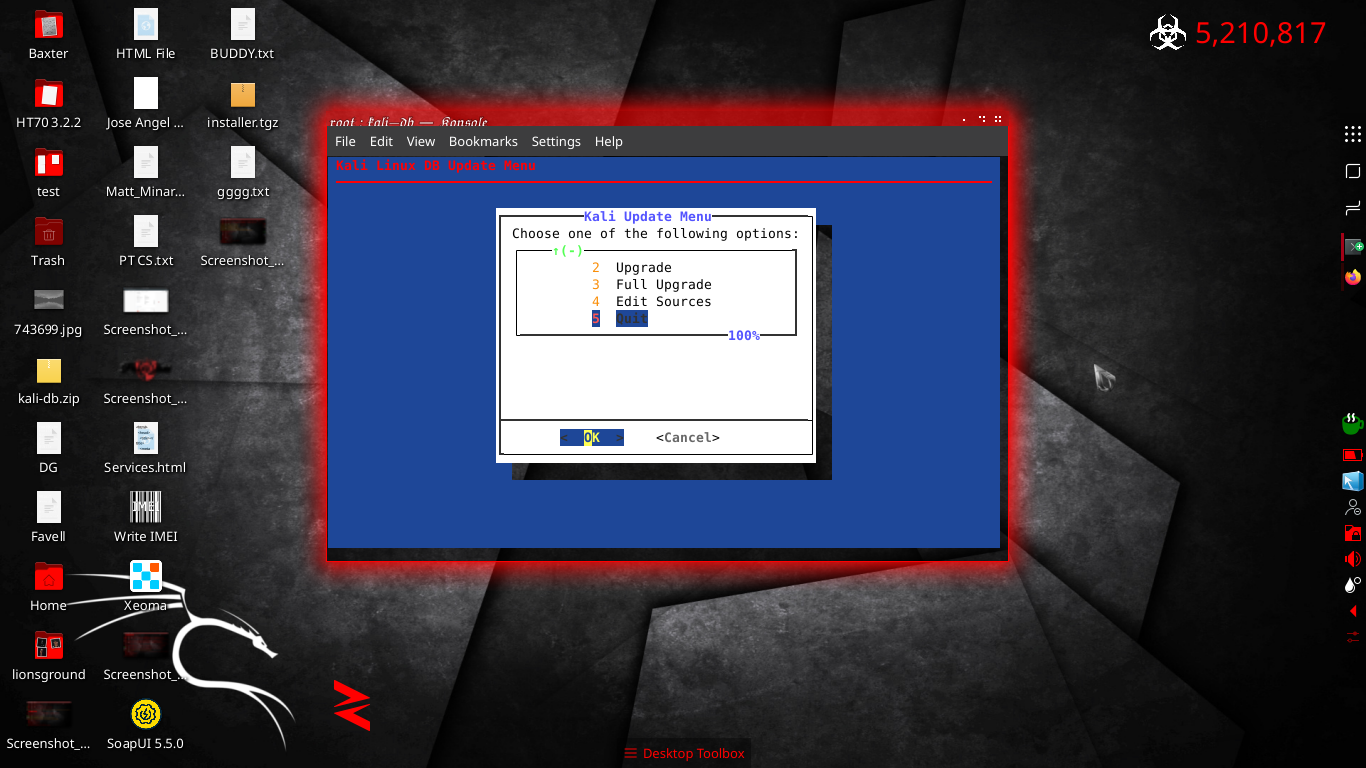 Baxter
HTML File
BUDDY.txt
5,210,817
HT70 3.2.2
Jose Angel ...
installer.tgz
root : kali-db — Konsole
File Edit View Bookmarks Settings Help
Kali Linux DB Update Menu
test
Matt_Minar...
gggg.txt
Kali Update Menu
Choose one of the following options:
↑(-)
2 Upgrade
3 Full Upgrade
4 Edit Sources
5 Quit
100%
< OK > <Cancel>
Trash
PT CS.txt
Screenshot_...
743699.jpg
Screenshot_...
kali-db.zip
Screenshot_...
DG
Services.html
Favell
IMEI
Write IMEI
Home
Xeoma
lionsground
Screenshot_...
Screenshot_...
SoapUI 5.5.0
Desktop Toolbox